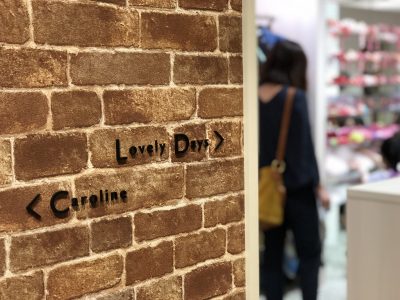 Lovely Days >
< Caroline